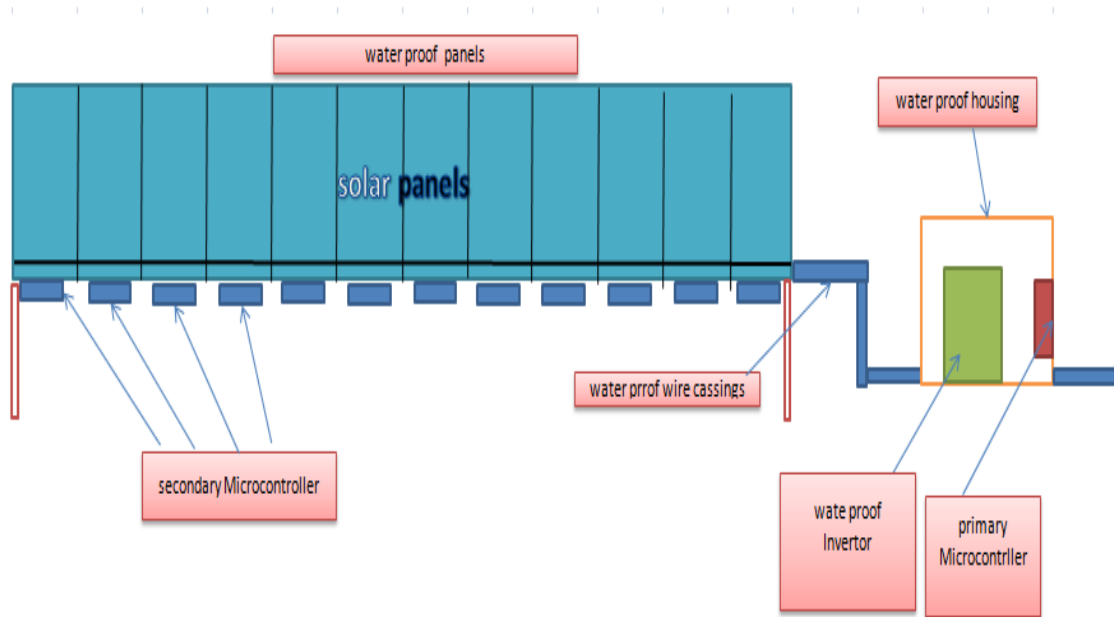 water proof panels
water proof housing
solar panels
water prrof wire cassings
secondary Microcontroller
wate proof
Invertor
primary
Microcontrller